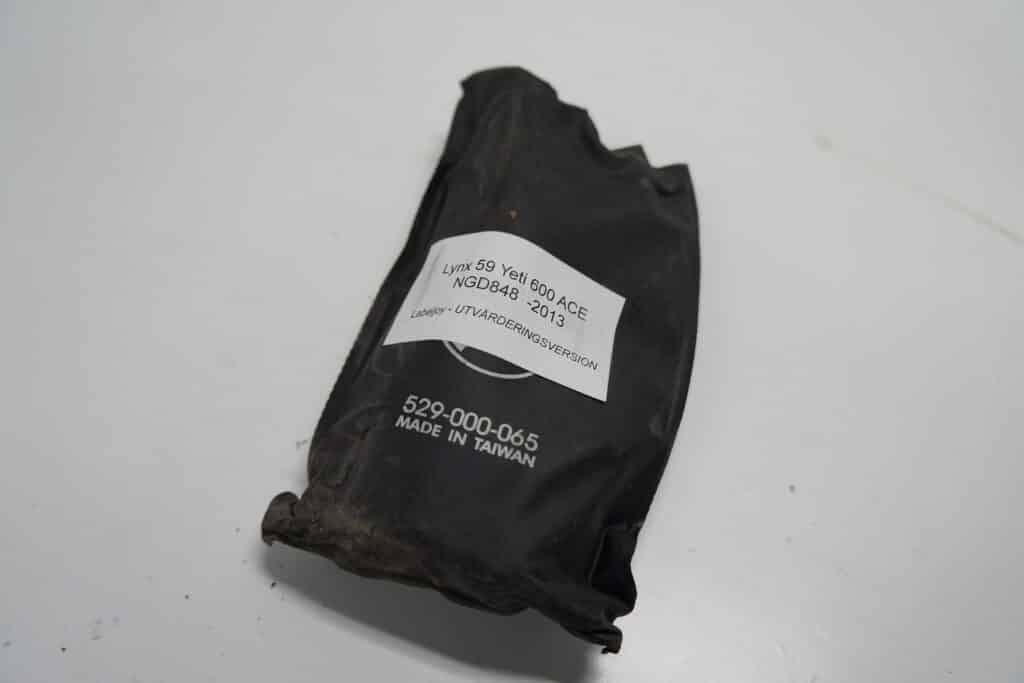 Lynx 59 Yeti 600 ACE
NGD848 -2013
Labeljoy - UTVÄRDERINGSVERSION
529-000-065
MADE IN TAIWAN